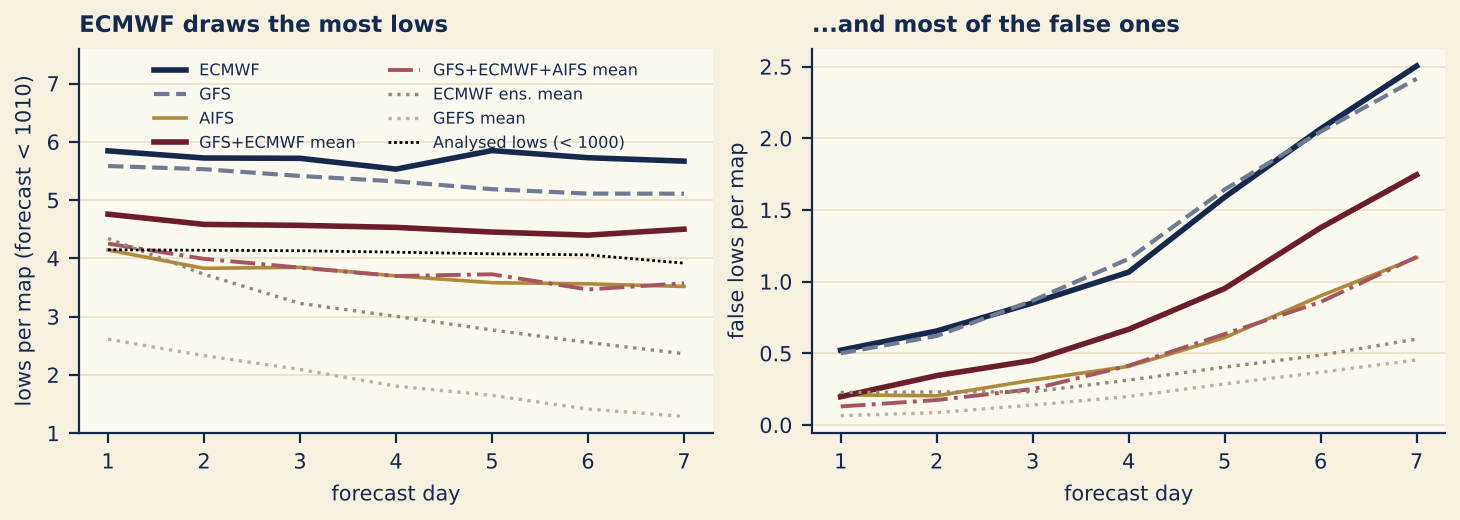 ECMWF draws the most lows
lows per map (forecast < 1010)
7
6
5
4
3
2
1
ECMWF
GFS
AIFS
GFS+ECMWF mean
GFS+ECMWF+AIFS mean
ECMWF ens. mean
GEFS mean
Analysed lows (< 1000)
1 2 3 4 5 6 7
forecast day
...and most of the false ones
false lows per map
2.5
2.0
1.5
1.0
0.5
0.0
1 2 3 4 5 6 7
forecast day